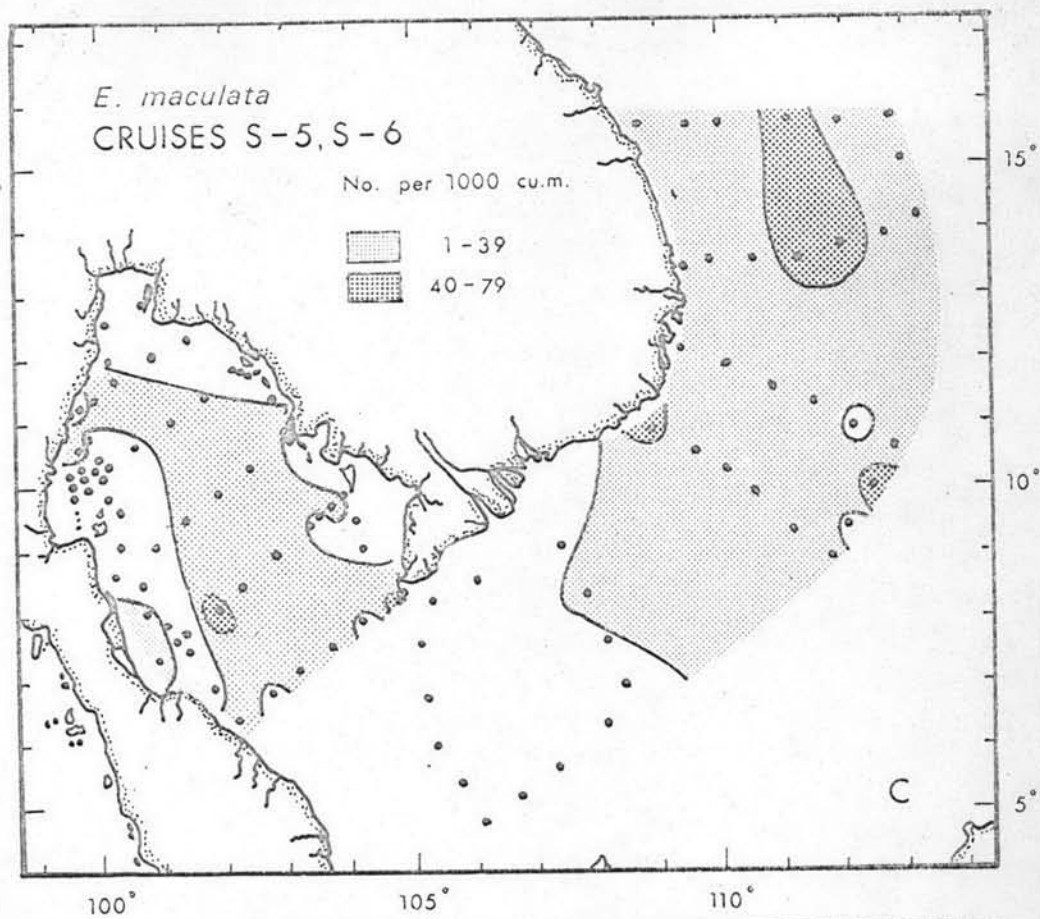 E. maculata
CRUISES S-5, S-6
No. per 1000 cu.m.
1-39
40-79
15°
10°
5°
C
100°
105°
110°